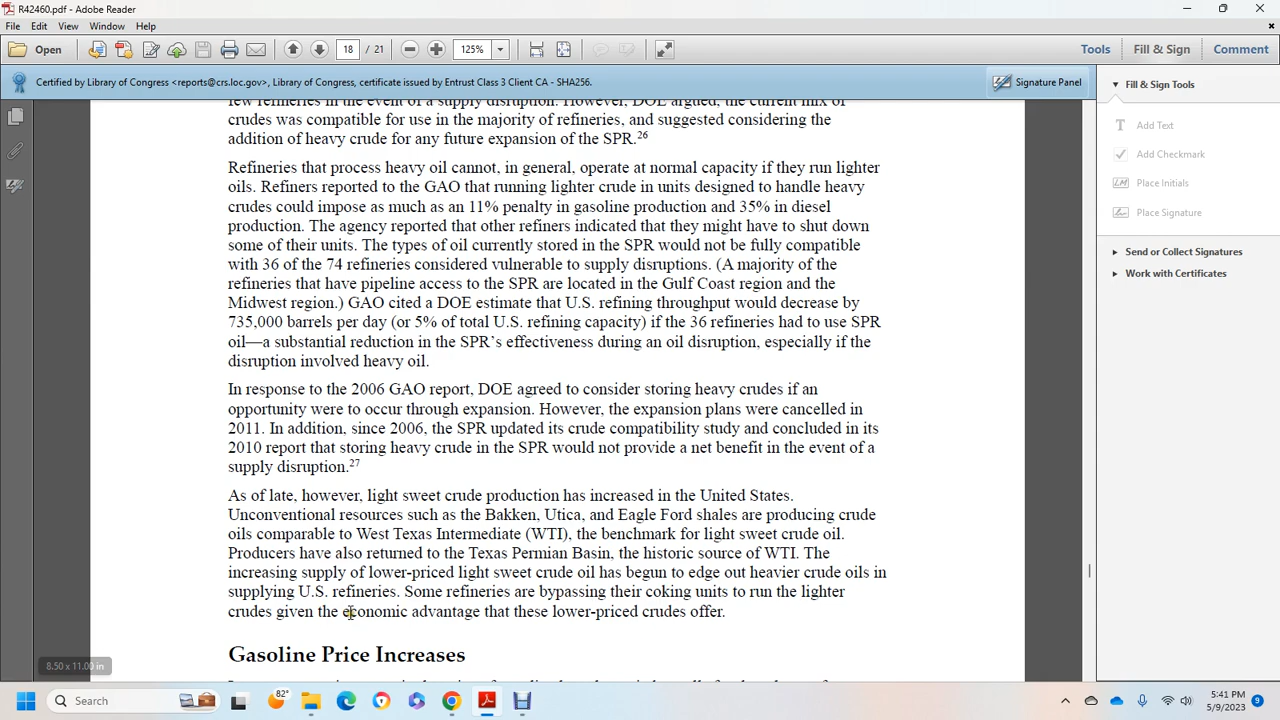 R42460.pdf - Adobe Reader
File Edit View Window Help
Open 18 / 21 125% Tools Fill & Sign Comment
Certified by Library of Congress <reports@crs.loc.gov>, Library of Congress, certificate issued by Entrust Class 3 Client CA - SHA256. Signature Panel
few refineries in the event of a supply disruption. However, DOE argued, the current mix of
crudes was compatible for use in the majority of refineries, and suggested considering the
addition of heavy crude for any future expansion of the SPR.26
Refineries that process heavy oil cannot, in general, operate at normal capacity if they run lighter
oils. Refiners reported to the GAO that running lighter crude in units designed to handle heavy
crudes could impose as much as an 11% penalty in gasoline production and 35% in diesel
production. The agency reported that other refiners indicated that they might have to shut down
some of their units. The types of oil currently stored in the SPR would not be fully compatible
with 36 of the 74 refineries considered vulnerable to supply disruptions. (A majority of the
refineries that have pipeline access to the SPR are located in the Gulf Coast region and the
Midwest region.) GAO cited a DOE estimate that U.S. refining throughput would decrease by
735,000 barrels per day (or 5% of total U.S. refining capacity) if the 36 refineries had to use SPR
oil—a substantial reduction in the SPR's effectiveness during an oil disruption, especially if the
disruption involved heavy oil.
In response to the 2006 GAO report, DOE agreed to consider storing heavy crudes if an
opportunity were to occur through expansion. However, the expansion plans were cancelled in
2011. In addition, since 2006, the SPR updated its crude compatibility study and concluded in its
2010 report that storing heavy crude in the SPR would not provide a net benefit in the event of a
supply disruption.27
As of late, however, light sweet crude production has increased in the United States.
Unconventional resources such as the Bakken, Utica, and Eagle Ford shales are producing crude
oils comparable to West Texas Intermediate (WTI), the benchmark for light sweet crude oil.
Producers have also returned to the Texas Permian Basin, the historic source of WTI. The
increasing supply of lower-priced light sweet crude oil has begun to edge out heavier crude oils in
supplying U.S. refineries. Some refineries are bypassing their coking units to run the lighter
crudes given the economic advantage that these lower-priced crudes offer.
Gasoline Price Increases
8.50 x 11.00 in
Fill & Sign Tools
Add Text
Add Checkmark
Place Initials
Place Signature
Send or Collect Signatures
Work with Certificates
Search
82°
5:41 PM
5/9/2023
9